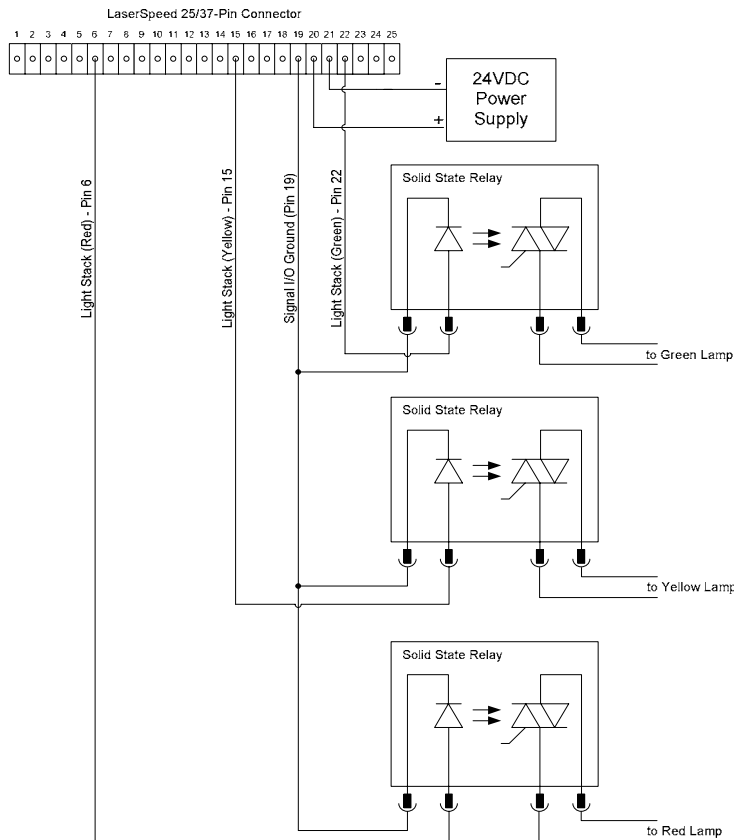 LaserSpeed 25/37-Pin Connector
1 2 3 4 5 6 7 8 9 10 11 12 13 14 15 16 17 18 19 20 21 22 23 24 25
24VDC
Power
Supply
-
+
Light Stack (Red) - Pin 6
Light Stack (Yellow) - Pin 15
Signal I/O Ground (Pin 19)
Light Stack (Green) - Pin 22
Solid State Relay
to Green Lamp
Solid State Relay
to Yellow Lamp
Solid State Relay
to Red Lamp